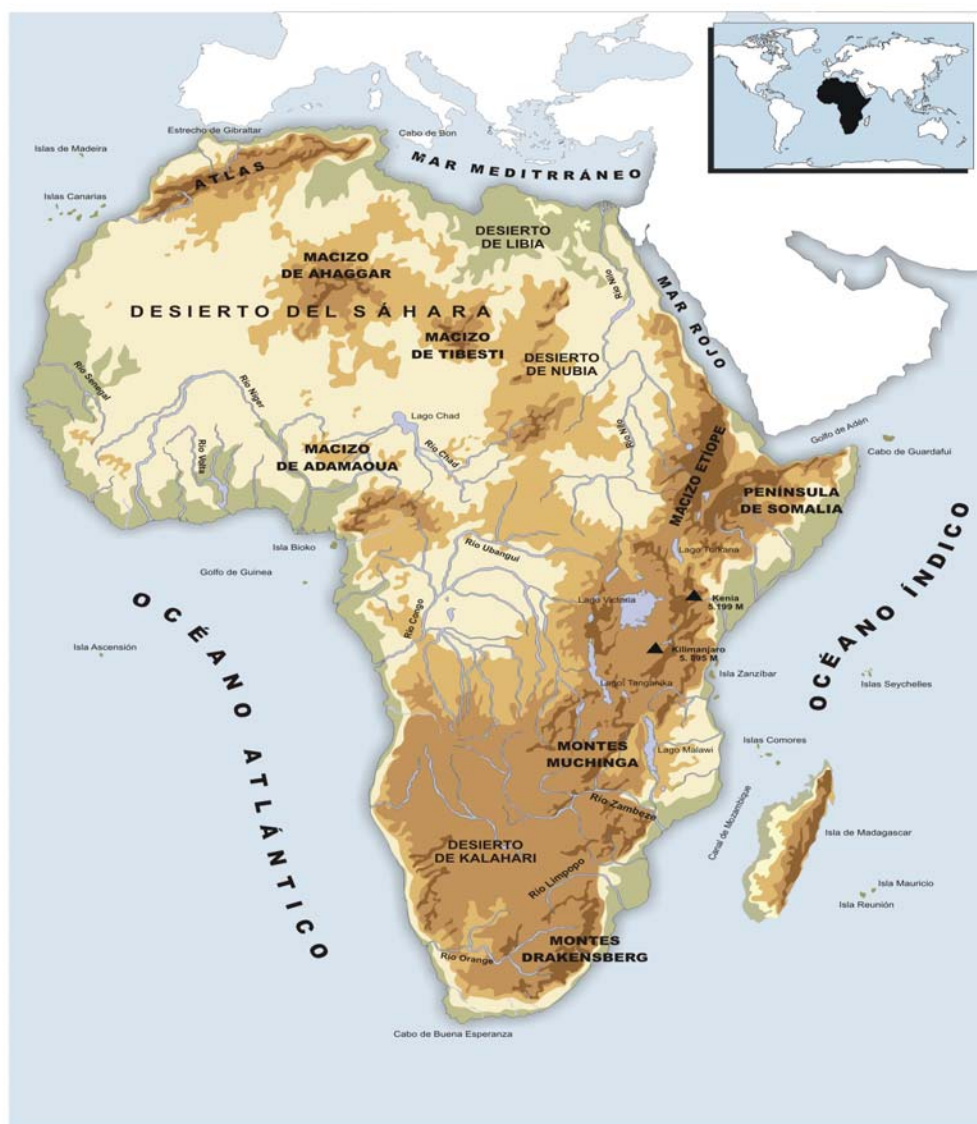 Estrecho de Gibraltar
Cabo de Bon
Islas de Madeira
MAR MEDITRRÁNEO
ATLAS
Islas Canarias
DESIERTO
DE LIBIA
MACIZO
DE AHAGGAR
Río Nilo
MAR ROJO
DESIERTO DEL SÁHARA
MACIZO
DE TIBESTI
DESIERTO
DE NUBIA
Río Senegal
Río Niger
Lago Chad
Río Nilo
Golfo de Adén
Cabo de Guardafui
MACIZO
DE ADAMAOUA
Río Volta
Río Chad
MACIZO ETÍOPE
PENÍNSULA
DE SOMALIA
Isla Bioko
Río Ubangui
Lago Turkana
Golfo de Guinea
Río Congo
Lago Victoria
Kenia
5.199 M
OCÉANO ÍNDICO
Isla Ascensión
Kilimanjaro
5. 895 M
Isla Zanzíbar
Lagol Tanganika
Islas Seychelles
OCÉANO ATLÁNTICO
MONTES
MUCHINGA
Lago Malawi
Islas Comores
Río Zambeze
Canal de Mozambique
Isla de Madagascar
DESIERTO
DE KALAHARI
Río Limpopo
Isla Mauricio
Isla Reunión
MONTES
DRAKENSBERG
Río Orange
Cabo de Buena Esperanza